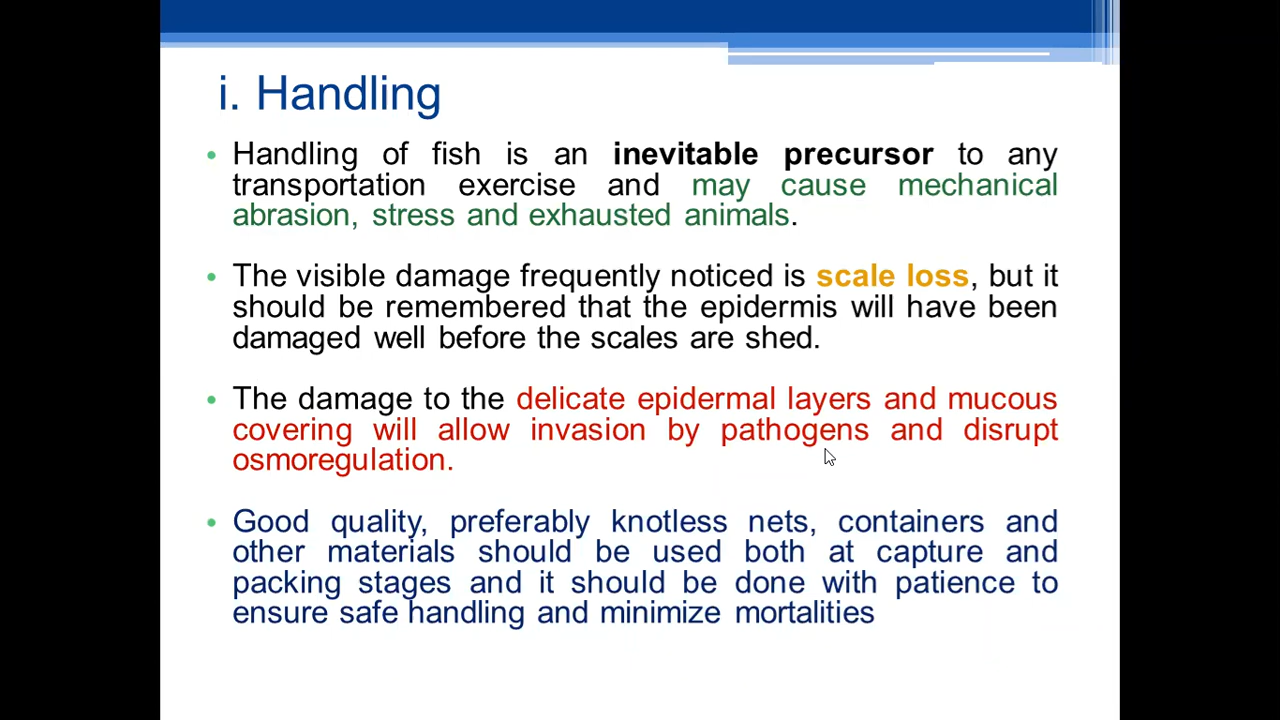 i. Handling
• Handling of fish is an inevitable precursor to any
transportation exercise and may cause mechanical
abrasion, stress and exhausted animals.
• The visible damage frequently noticed is scale loss, but it
should be remembered that the epidermis will have been
damaged well before the scales are shed.
• The damage to the delicate epidermal layers and mucous
covering will allow invasion by pathogens and disrupt
osmoregulation.
• Good quality, preferably knotless nets, containers and
other materials should be used both at capture and
packing stages and it should be done with patience to
ensure safe handling and minimize mortalities